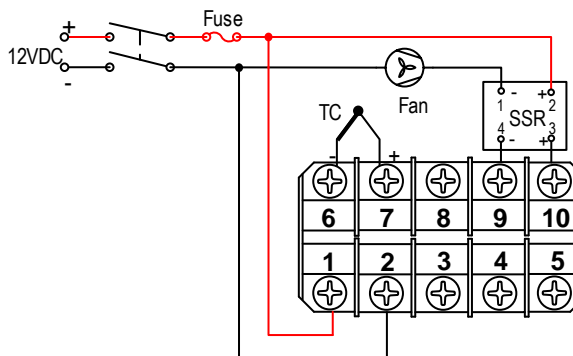 Fuse
+
12VDC
-
Fan
TC
- +
1 - + 2
SSR
4 - + 3
6 7 8 9 10
1 2 3 4 5